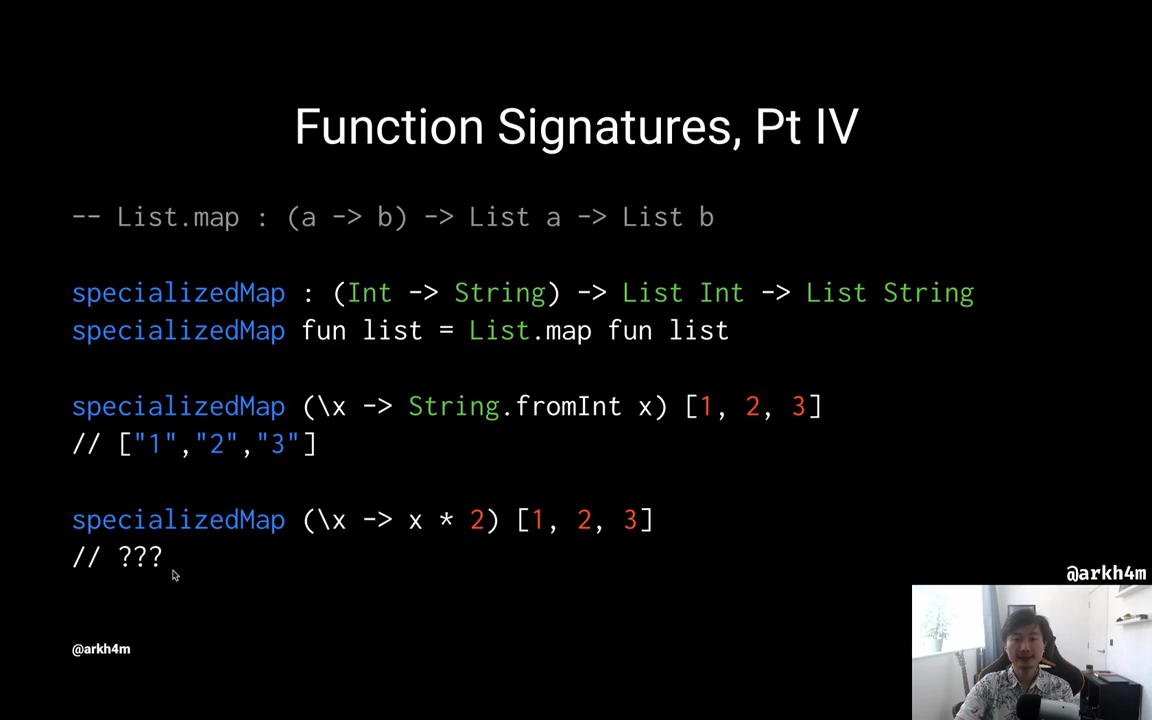 Function Signatures, Pt IV
-- List.map : (a -> b) -> List a -> List b
specializedMap : (Int -> String) -> List Int -> List String
specializedMap fun list = List.map fun list
specializedMap (\x -> String.fromInt x) [1, 2, 3]
// ["1","2","3"]
specializedMap (\x -> x * 2) [1, 2, 3]
// ???
@arkh4m
@arkh4m